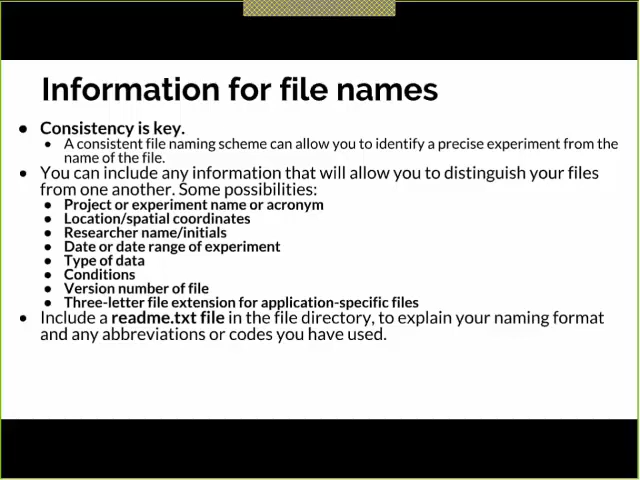 Information for file names
● Consistency is key.
● A consistent file naming scheme can allow you to identify a precise experiment from the
name of the file.
● You can include any information that will allow you to distinguish your files
from one another. Some possibilities:
● Project or experiment name or acronym
● Location/spatial coordinates
● Researcher name/initials
● Date or date range of experiment
● Type of data
● Conditions
● Version number of file
● Three-letter file extension for application-specific files
● Include a readme.txt file in the file directory, to explain your naming format
and any abbreviations or codes you have used.